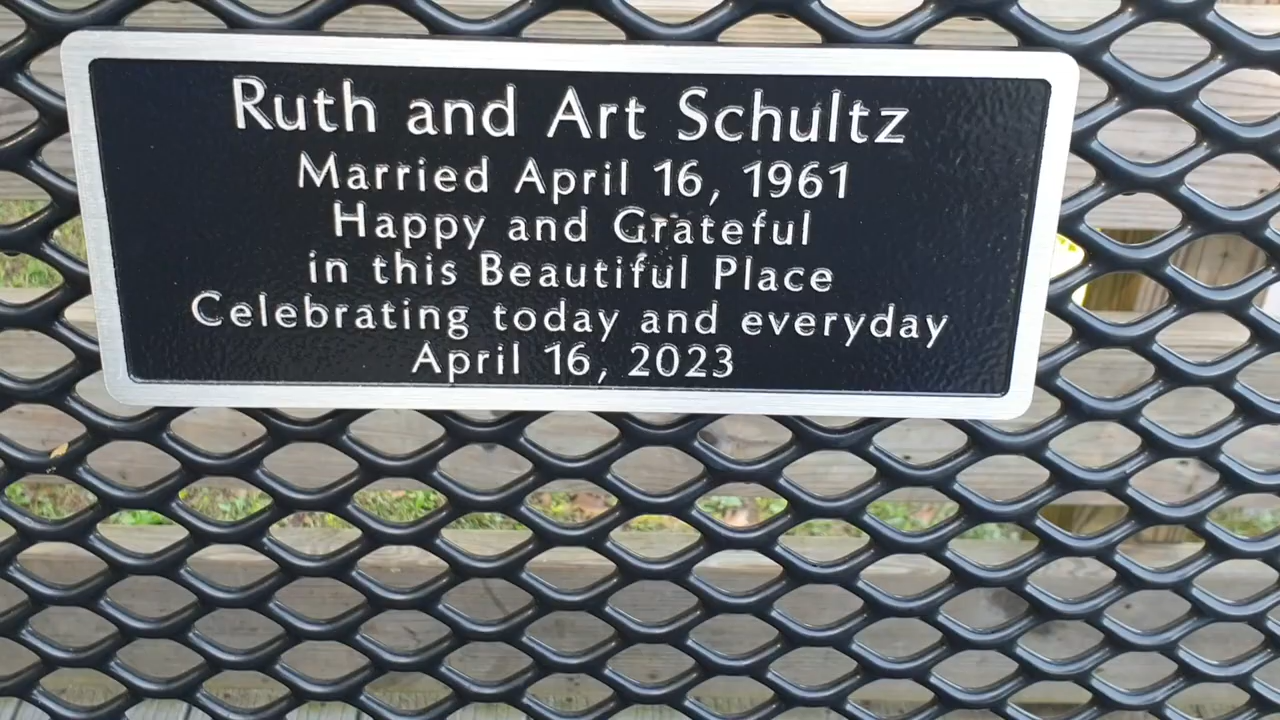 Ruth and Art Schultz
Married April 16, 1961
Happy and Grateful
in this Beautiful Place
Celebrating today and everyday
April 16, 2023